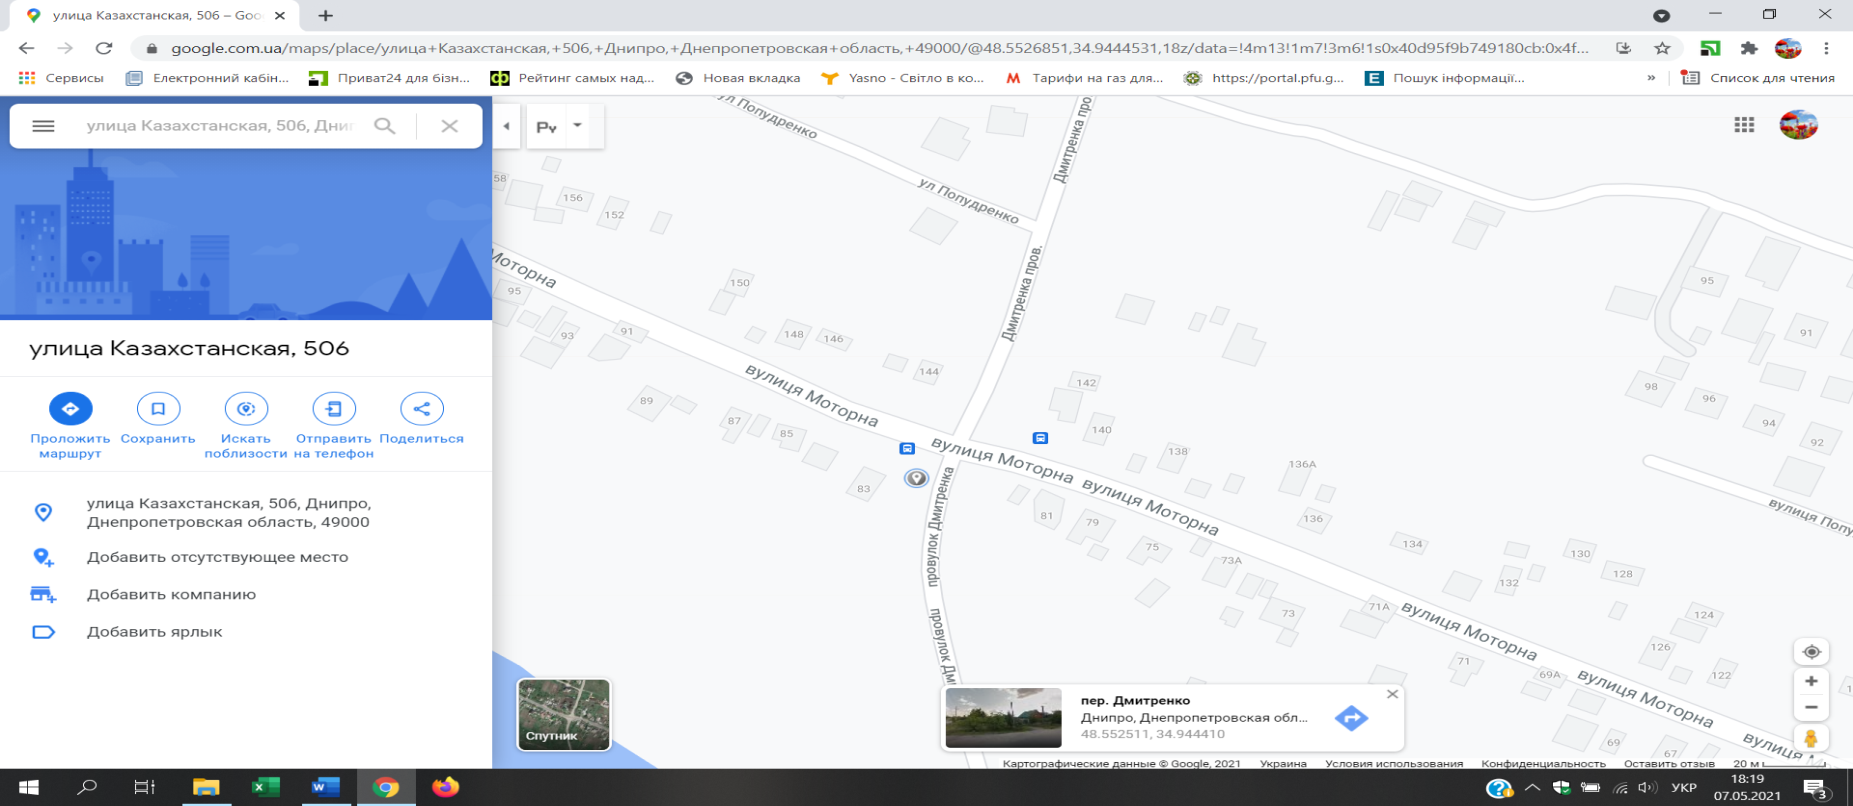 улица Казахстанская, 506 – Goo
google.com.ua/maps/place/улица+Казахстанская,+506,+Днипро,+Днепропетровская+область,+49000/@48.5526851,34.9444531,18z/data=!4m13!1m7!3m6!1s0x40d95f9b749180cb:0x4f...
Сервисы
Електронний кабін...
Приват24 для бізн...
Рейтинг самых над...
Новая вкладка
Yasno - Світло в ко...
Тарифи на газ для...
https://portal.pfu.g...
Пошук інформації...
»
Список для чтения
улица Казахстанская, 506, Дни
улица Казахстанская, 506
Проложить маршрут
Сохранить
Искать поблизости
Отправить на телефон
Поделиться
улица Казахстанская, 506, Днипро,
Днепропетровская область, 49000
Добавить отсутствующее место
Добавить компанию
Добавить ярлык
ул Попудренко
Дмитренка про
ул Попудренко
58
156
152
Моторна
Дмитренка пров.
95
150
93
91
148
146
144
вулиця Моторна
142
140
89
87
85
83
вулиця Моторна
вулиця Моторна
138
136А
136
134
провулок Дмитренка
81
79
75
73А
73
71А
130
128
132
124
126
122
вулиця Моторна
71
69А
вулиця Моторна
69
67
вулиця М
провулок Дм
95
91
98
96
94
92
вулиця Попу
Спутник
пер. Дмитренко
Днипро, Днепропетровская обл...
48.552511, 34.944410
Картографические данные © Google, 2021
Украина
Условия использования
Конфиденциальность
Оставить отзыв
20 м
УКР
18:19
07.05.2021
3